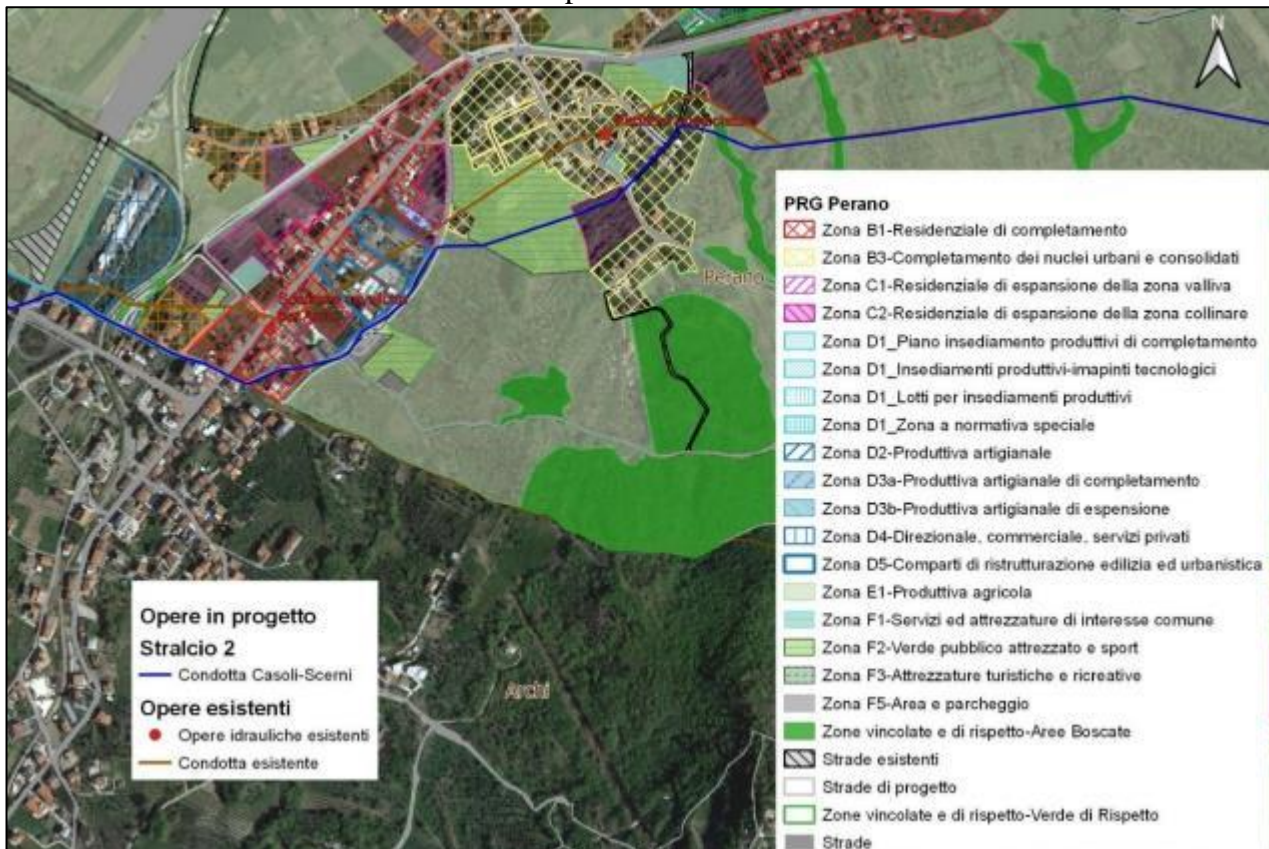 N
Perano
Archi
PRG Perano
Zona B1-Residenziale di completamento
Zona B3-Completamento dei nuclei urbani e consolidati
Zona C1-Residenziale di espansione della zona valliva
Zona C2-Residenziale di espansione della zona collinare
Zona D1_Piano insediamento produttivi di completamento
Zona D1_Insediamenti produttivi-imapinti tecnologici
Zona D1_Lotti per insediamenti produttivi
Zona D1_Zona a normativa speciale
Zona D2-Produttiva artigianale
Zona D3a-Produttiva artigianale di completamento
Zona D3b-Produttiva artigianale di espensione
Zona D4-Direzionale, commerciale, servizi privati
Zona D5-Comparti di ristrutturazione edilizia ed urbanistica
Zona E1-Produttiva agricola
Zona F1-Servizi ed attrezzature di interesse comune
Zona F2-Verde pubblico attrezzato e sport
Zona F3-Attrezzature turistiche e ricreative
Zona F5-Area e parcheggio
Zone vincolate e di rispetto-Aree Boscate
Strade esistenti
Strade di progetto
Zone vincolate e di rispetto-Verde di Rispetto
Strade
Opere in progetto
Stralcio 2
Condotta Casoli-Scerni
Opere esistenti
Opere idrauliche esistenti
Condotta esistente